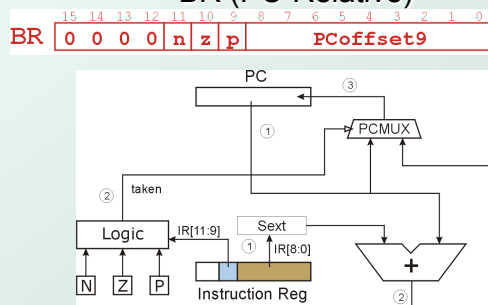 BR (PC-Relative)
15 14 13 12 11 10 9 8 7 6 5 4 3 2 1 0
BR 0 0 0 0 n z p PCoffset9
PC
③
①
PCMUX
② taken
Logic
IR[11:9]
①
Sext
IR[8:0]
+
N Z P
Instruction Reg
②